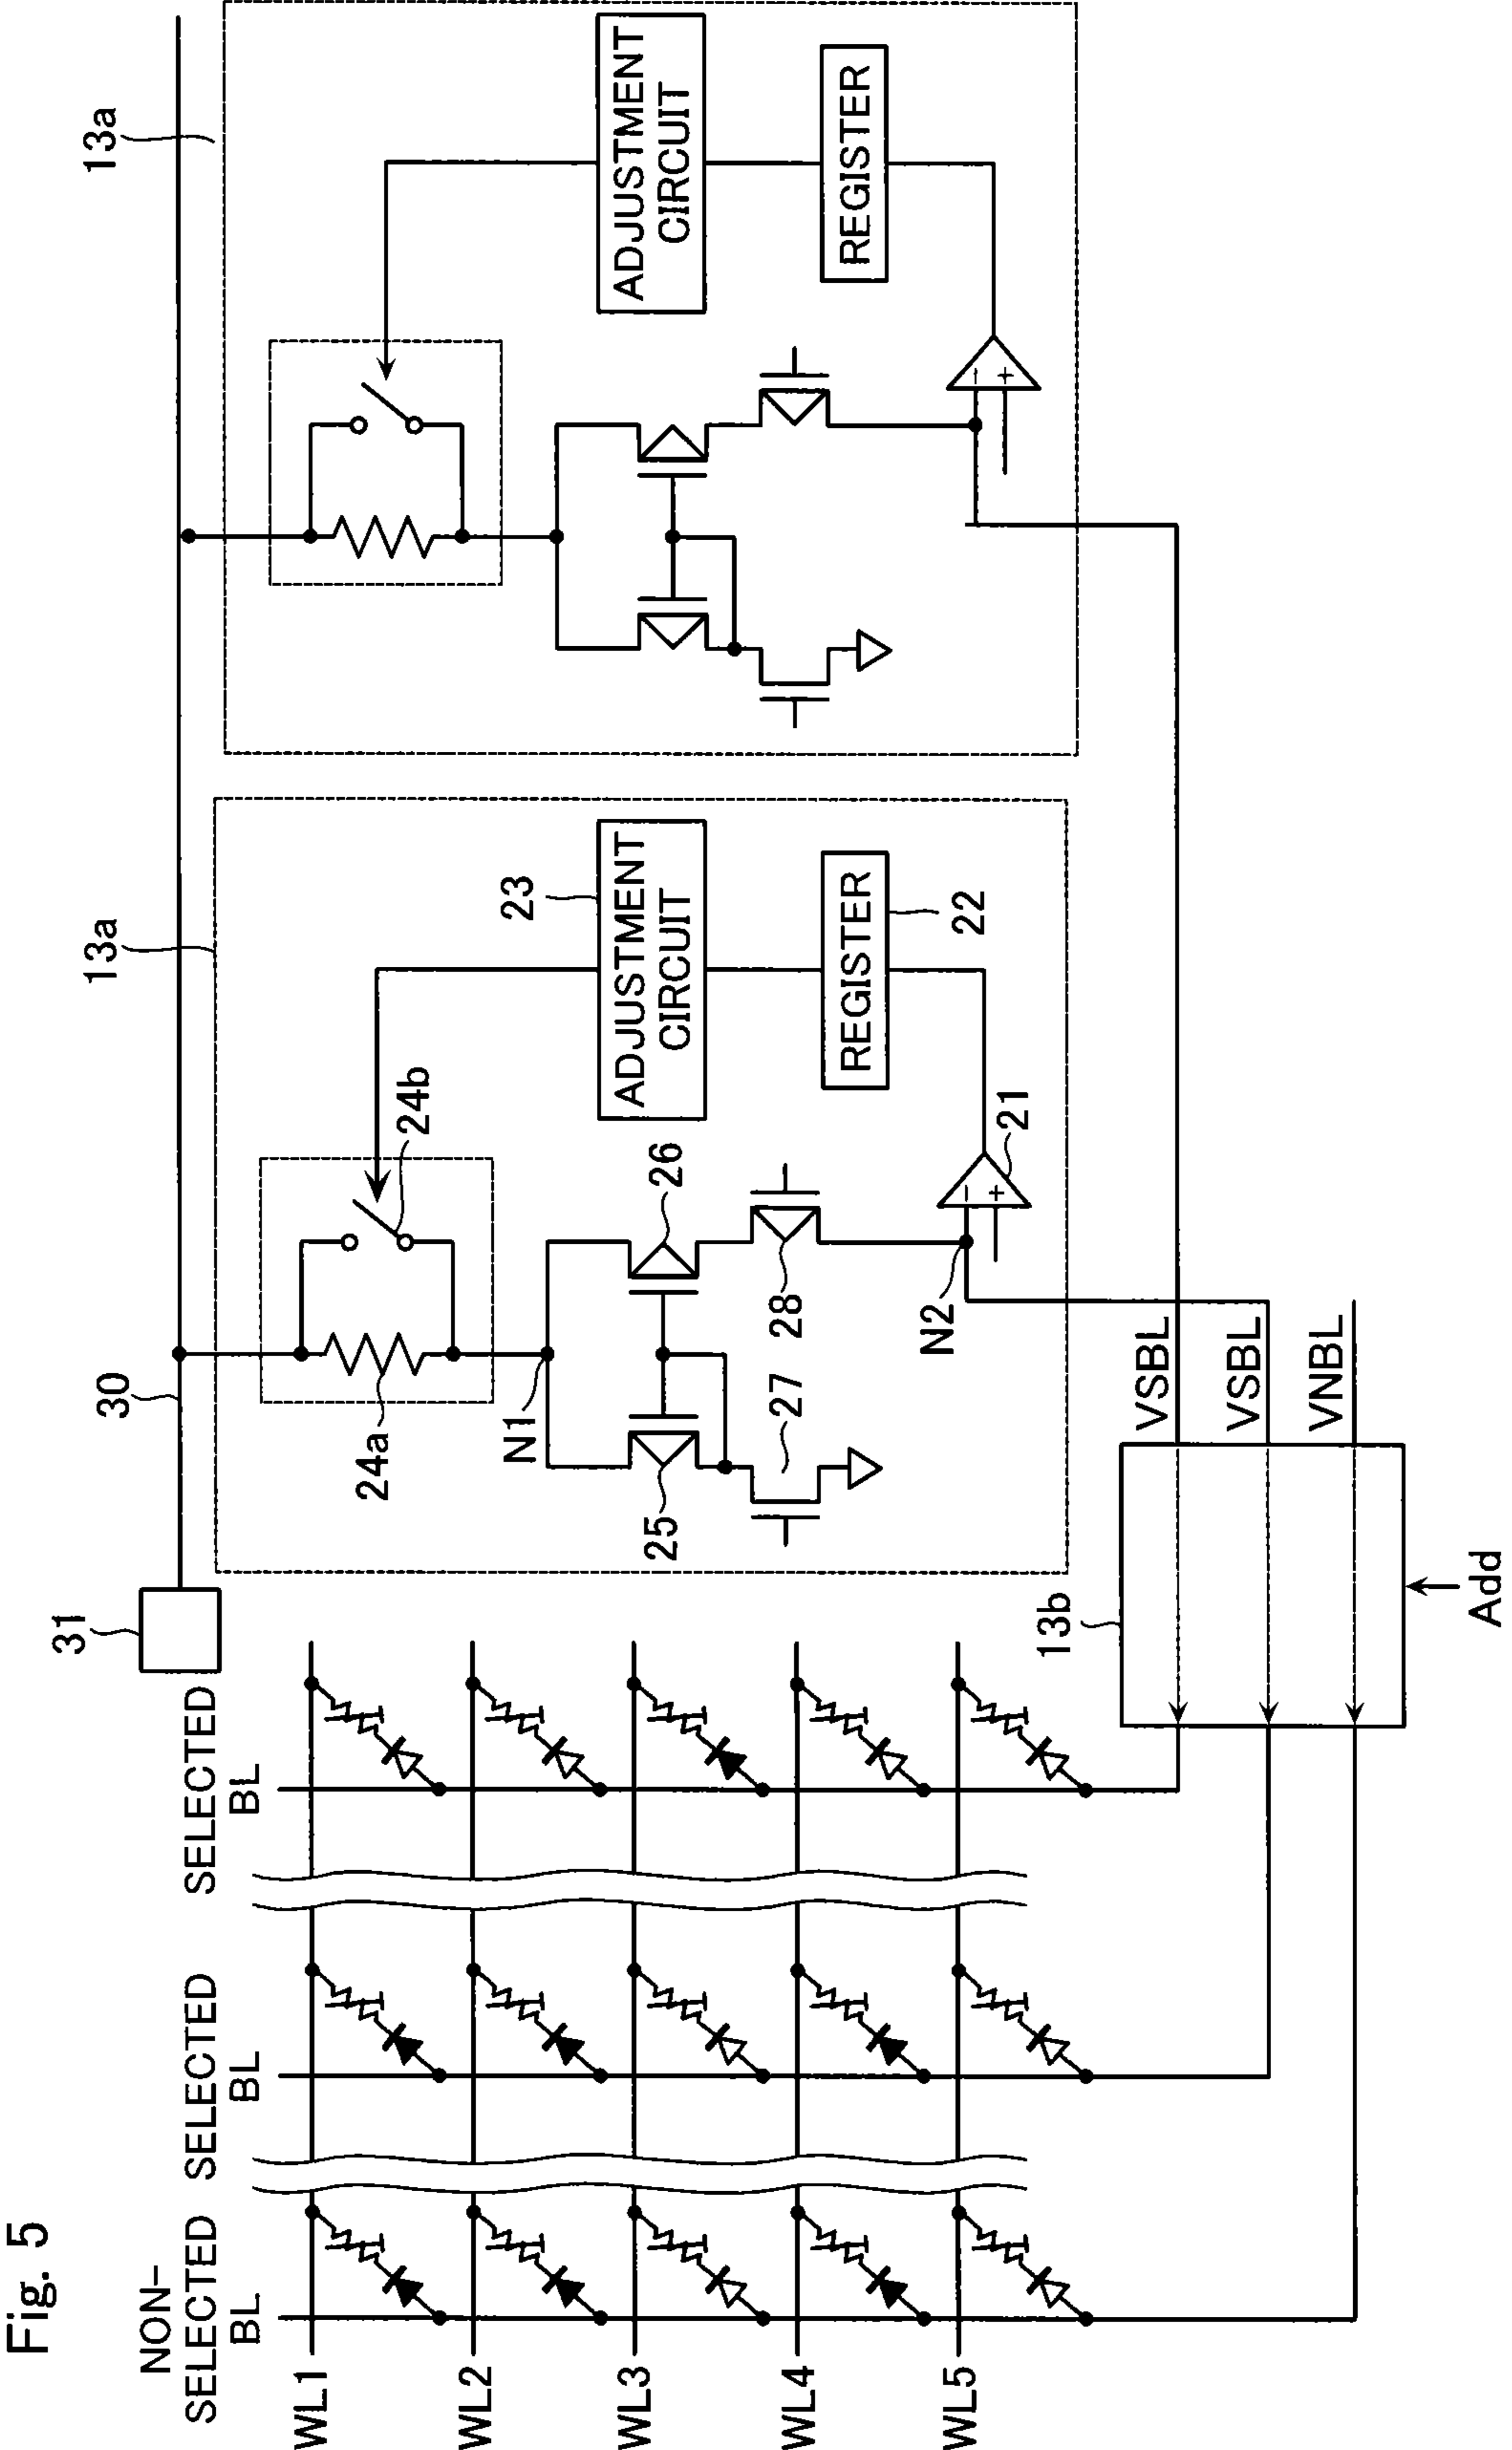 Fig. 5
NON-
SELECTED
BL
SELECTED
BL
SELECTED
BL
31
30
13a
13a
WL1
WL2
WL3
WL4
WL5
24a
24b
23
ADJUSTMENT
CIRCUIT
ADJUSTMENT
CIRCUIT
N1
25
26
27
28
REGISTER
22
REGISTER
N2
21
−
+
−
+
13b
VSBL
VSBL
VNBL
Add